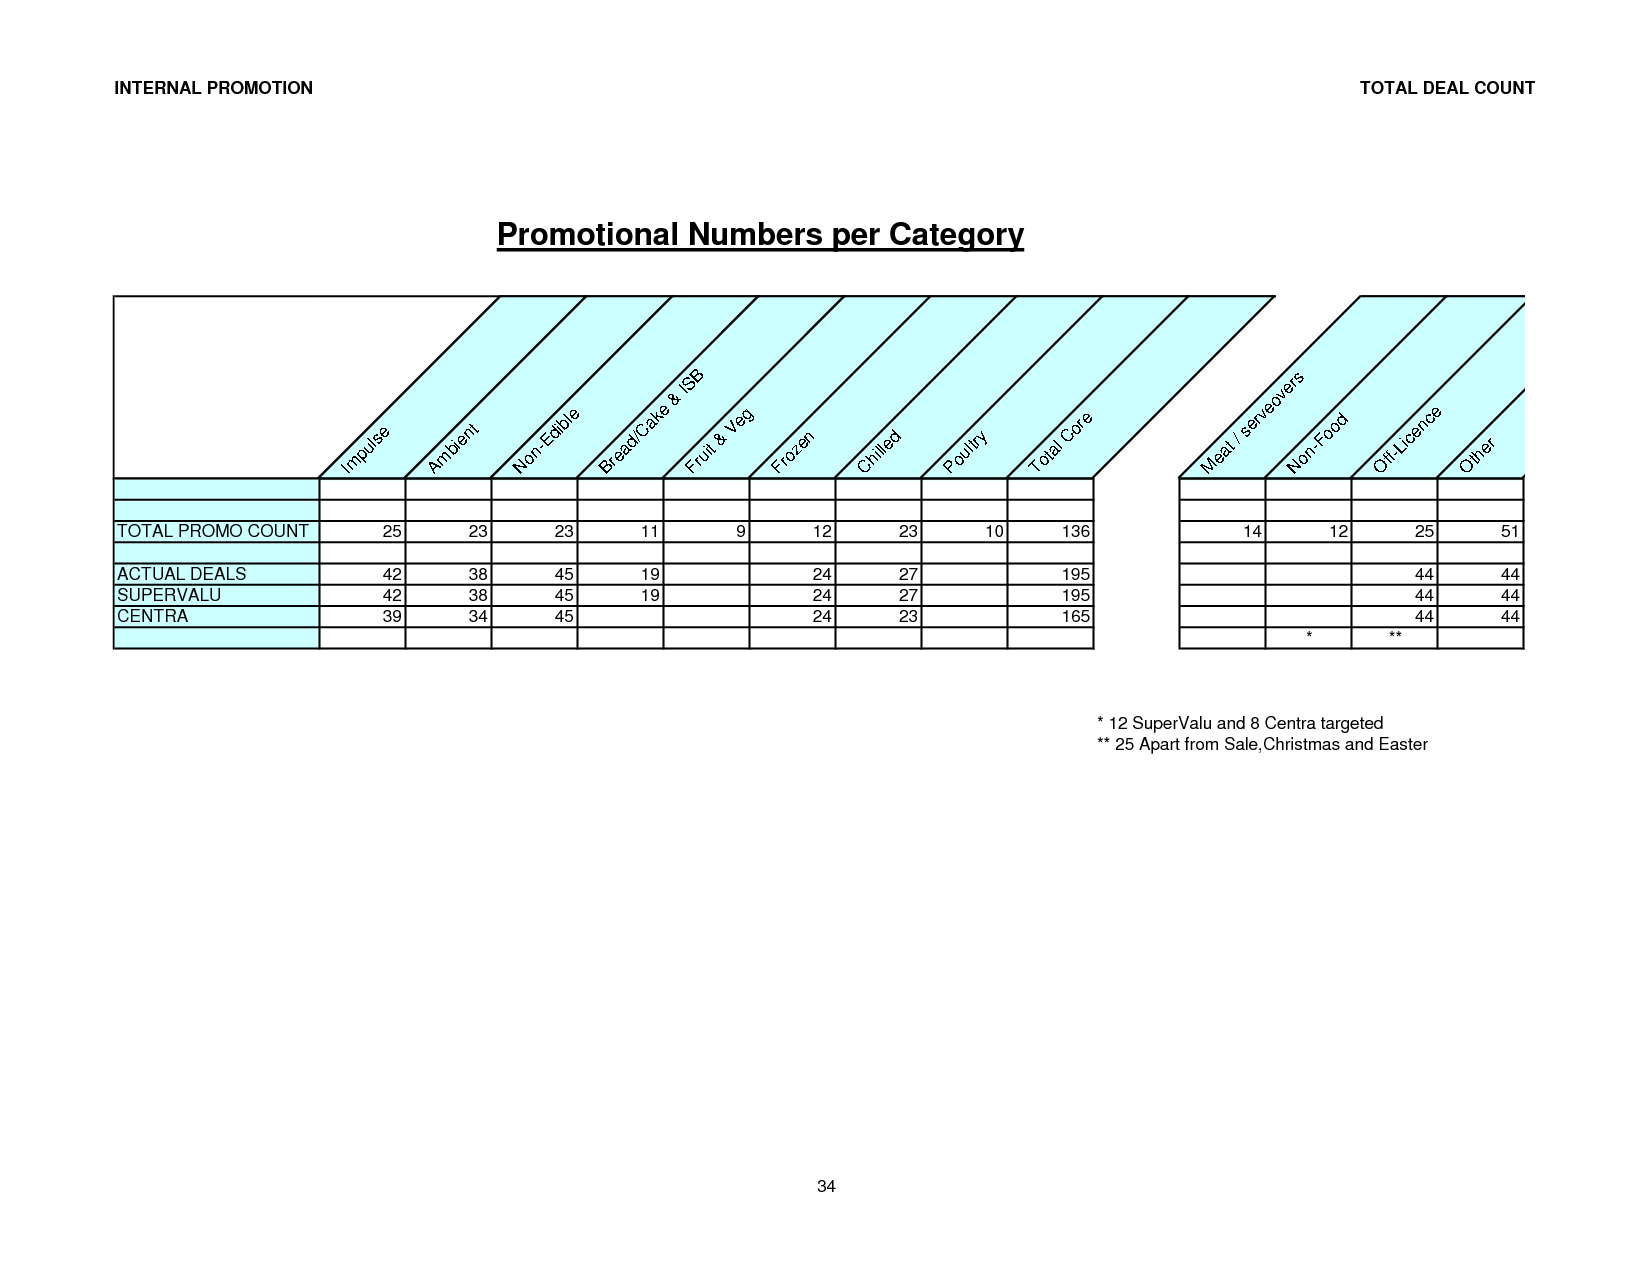 INTERNAL PROMOTION TOTAL DEAL COUNT
Promotional Numbers per Category
Impulse Ambient Non-Edible Bread/Cake & ISB Fruit & Veg Frozen Chilled Poultry Total Core Meat / serveovers Non-Food Off-Licence Other
TOTAL PROMO COUNT 25 23 23 11 9 12 23 10 136 14 12 25 51
ACTUAL DEALS 42 38 45 19 24 27 195 44 44
SUPERVALU 42 38 45 19 24 27 195 44 44
CENTRA 39 34 45 24 23 165 44 44
* **
* 12 SuperValu and 8 Centra targeted
** 25 Apart from Sale,Christmas and Easter
34